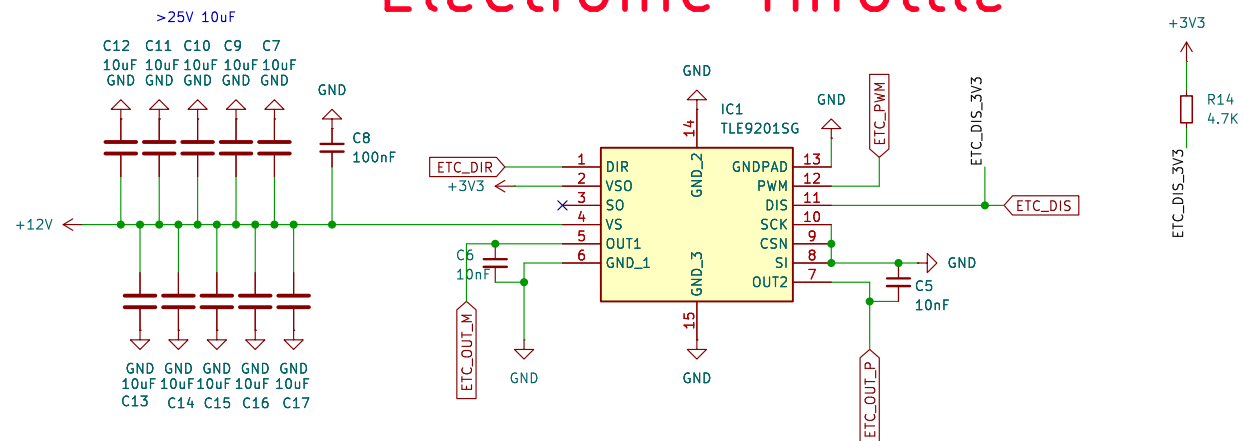 Electronic Throttle
>25V 10uF
C12 C11 C10 C9 C7
10uF 10uF 10uF 10uF 10uF
GND GND GND GND GND
GND
C8
100nF
+12V
GND GND GND GND GND
10uF 10uF 10uF 10uF 10uF
C13 C14 C15 C16 C17
ETC_DIR
+3V3
C6
10nF
ETC_OUT_M
GND
GND
14
IC1
TLE9201SG
1 DIR
2 VSO
3 SO
4 VS
5 OUT1
6 GND_1
GND_2
GND_3
GNDPAD 13
PWM 12
DIS 11
SCK 10
CSN 9
SI 8
OUT2 7
15
GND
GND
ETC_PWM
ETC_DIS_3V3
ETC_DIS
GND
C5
10nF
ETC_OUT_P
+3V3
R14
4.7K
ETC_DIS_3V3